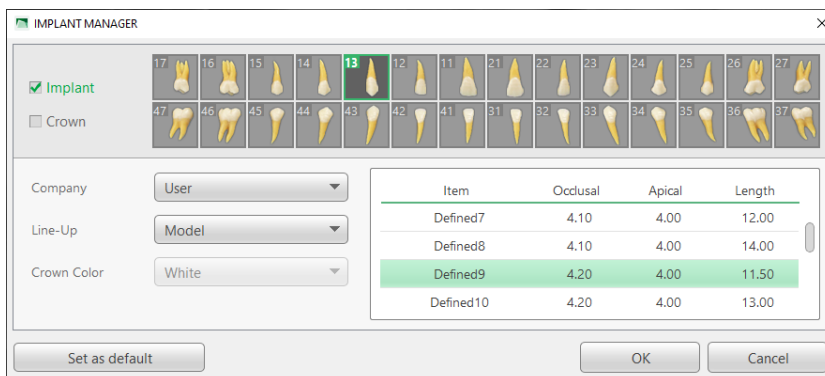 IMPLANT MANAGER
Implant
Crown
17 16 15 14 13 12 11 21 22 23 24 25 26 27
47 46 45 44 43 42 41 31 32 33 34 35 36 37
Company User
Line-Up Model
Crown Color White
Item Occlusal Apical Length
Defined7 4.10 4.00 12.00
Defined8 4.10 4.00 14.00
Defined9 4.20 4.00 11.50
Defined10 4.20 4.00 13.00
Set as default OK Cancel